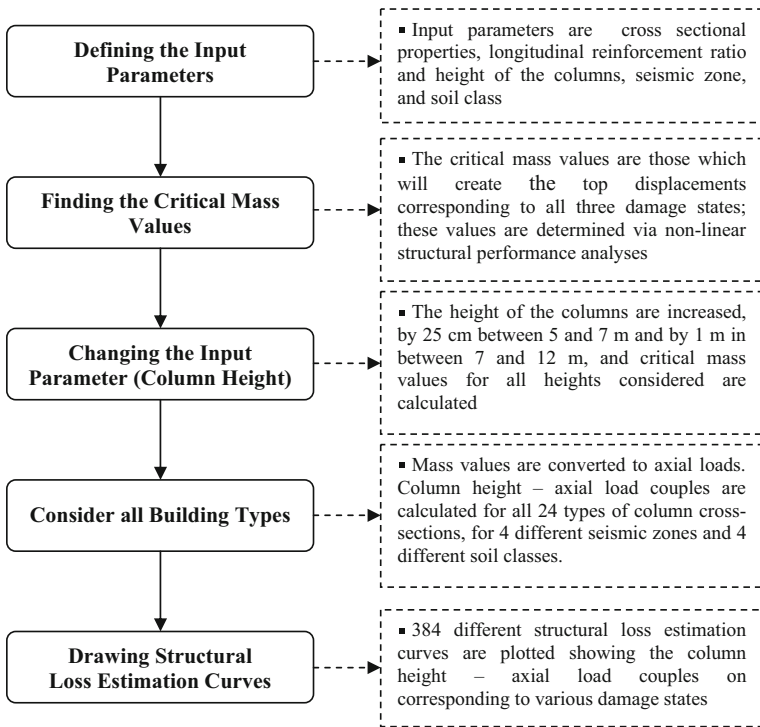 Defining the Input
Parameters
▪ Input parameters are cross sectional
properties, longitudinal reinforcement ratio
and height of the columns, seismic zone,
and soil class
Finding the Critical Mass
Values
▪ The critical mass values are those which
will create the top displacements
corresponding to all three damage states;
these values are determined via non-linear
structural performance analyses
Changing the Input
Parameter (Column Height)
▪ The height of the columns are increased,
by 25 cm between 5 and 7 m and by 1 m in
between 7 and 12 m, and critical mass
values for all heights considered are
calculated
Consider all Building Types
▪ Mass values are converted to axial loads.
Column height – axial load couples are
calculated for all 24 types of column cross-
sections, for 4 different seismic zones and 4
different soil classes.
Drawing Structural
Loss Estimation Curves
▪ 384 different structural loss estimation
curves are plotted showing the column
height – axial load couples on
corresponding to various damage states